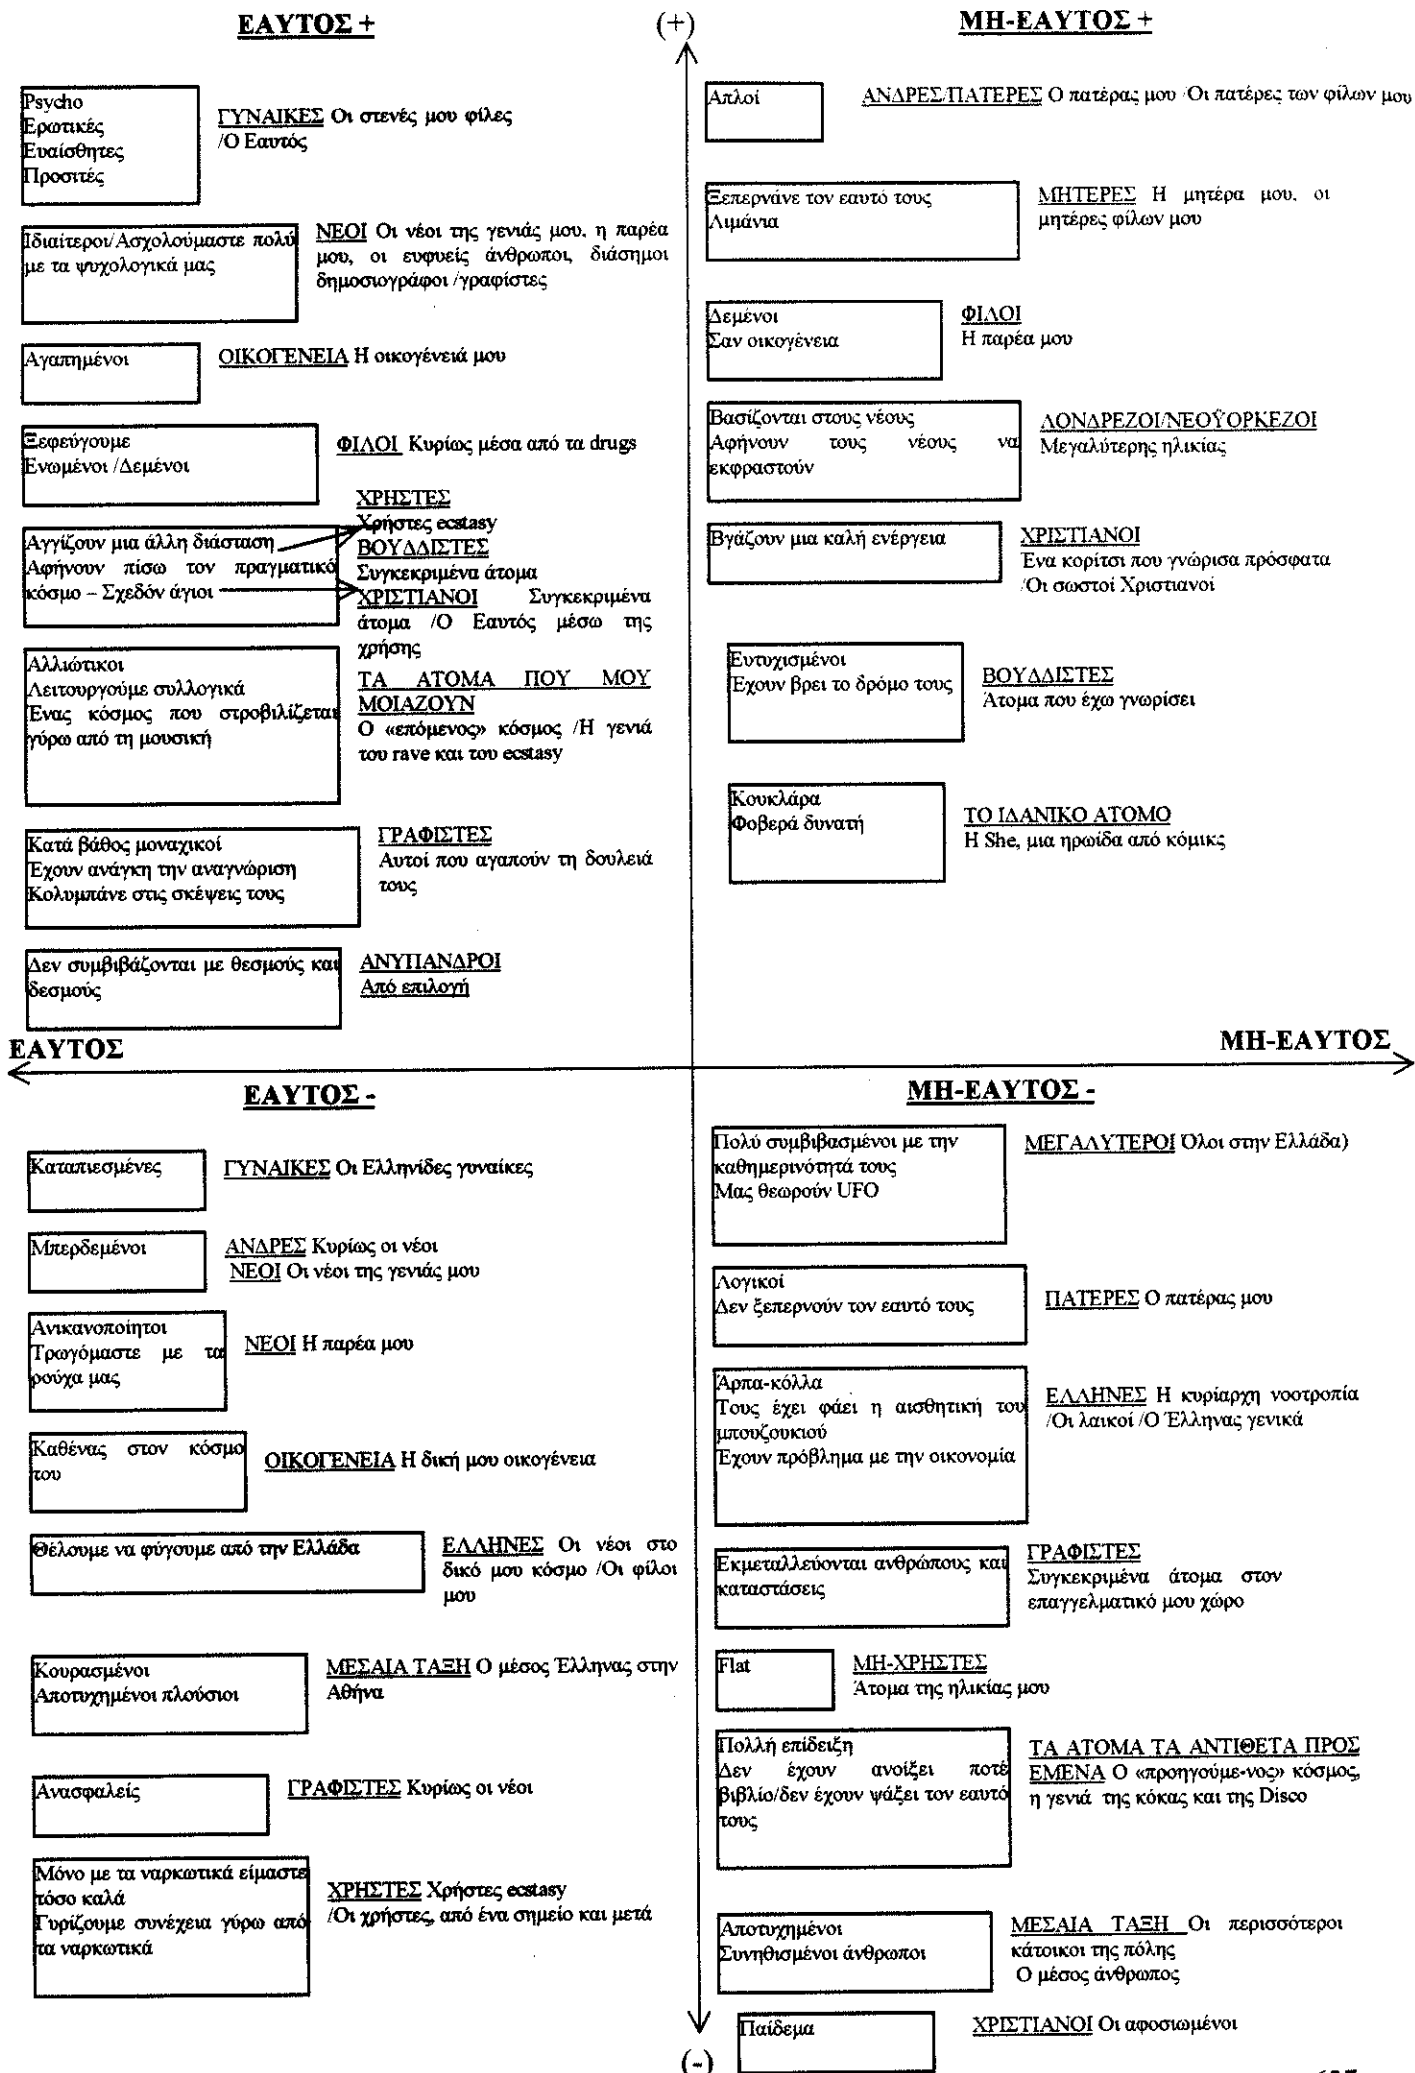 ΕΑΥΤΟΣ +
(+)
ΜΗ-ΕΑΥΤΟΣ +
Psycho
Ερωτικές
Ευαίσθητες
Προσιτές
ΓΥΝΑΙΚΕΣ Οι στενές μου φίλες
/Ο Εαυτός
Ιδιαίτεροι/Ασχολούμαστε πολύ
με τα ψυχολογικά μας
ΝΕΟΙ Οι νέοι της γενιάς μου, η παρέα
μου, οι ευφυείς άνθρωποι, διάσημοι
δημοσιογράφοι /γραφίστες
Αγαπημένοι
ΟΙΚΟΓΕΝΕΙΑ Η οικογένειά μου
Ξεφεύγουμε
Ενωμένοι /Δεμένοι
ΦΙΛΟΙ Κυρίως μέσα από τα drugs
Αγγίζουν μια άλλη διάσταση
Αφήνουν πίσω τον πραγματικό
κόσμο – Σχεδόν άγιοι
ΧΡΗΣΤΕΣ
Χρήστες ecstasy
ΒΟΥΔΔΙΣΤΕΣ
Συγκεκριμένα άτομα
ΧΡΙΣΤΙΑΝΟΙ Συγκεκριμένα
άτομα /Ο Εαυτός μέσω της
χρήσης
Αλλιώτικοι
Λειτουργούμε συλλογικά
Ένας κόσμος που στροβιλίζεται
γύρω από τη μουσική
ΤΑ ΑΤΟΜΑ ΠΟΥ ΜΟΥ
ΜΟΙΑΖΟΥΝ
Ο «επόμενος» κόσμος /Η γενιά
του rave και του ecstasy
Κατά βάθος μοναχικοί
Έχουν ανάγκη την αναγνώριση
Κολυμπάνε στις σκέψεις τους
ΓΡΑΦΙΣΤΕΣ
Αυτοί που αγαπούν τη δουλειά
τους
Δεν συμβιβάζονται με θεσμούς και
δεσμούς
ΑΝΥΠΑΝΔΡΟΙ
Από επιλογή
Απλοί
ΑΝΔΡΕΣ/ΠΑΤΕΡΕΣ Ο πατέρας μου /Οι πατέρες των φίλων μου
Ξεπερνάνε τον εαυτό τους
Λιμάνια
ΜΗΤΕΡΕΣ Η μητέρα μου, οι
μητέρες φίλων μου
Δεμένοι
Σαν οικογένεια
ΦΙΛΟΙ
Η παρέα μου
Βασίζονται στους νέους
Αφήνουν τους νέους να
εκφραστούν
ΛΟΝΔΡΕΖΟΙ/ΝΕΟΫΟΡΚΕΖΟΙ
Μεγαλύτερης ηλικίας
Βγάζουν μια καλή ενέργεια
ΧΡΙΣΤΙΑΝΟΙ
Ένα κορίτσι που γνώρισα πρόσφατα
/Οι σωστοί Χριστιανοί
Ευτυχισμένοι
Έχουν βρει το δρόμο τους
ΒΟΥΔΔΙΣΤΕΣ
Άτομα που έχω γνωρίσει
Κουκλάρα
Φοβερά δυνατή
ΤΟ ΙΔΑΝΙΚΟ ΑΤΟΜΟ
Η She, μια ηρωίδα από κόμικς
ΕΑΥΤΟΣ
ΜΗ-ΕΑΥΤΟΣ
ΕΑΥΤΟΣ -
ΜΗ-ΕΑΥΤΟΣ -
Καταπιεσμένες
ΓΥΝΑΙΚΕΣ Οι Ελληνίδες γυναίκες
Μπερδεμένοι
ΑΝΔΡΕΣ Κυρίως οι νέοι
ΝΕΟΙ Οι νέοι της γενιάς μου
Ανικανοποίητοι
Τρωγόμαστε με τα
ρούχα μας
ΝΕΟΙ Η παρέα μου
Καθένας στον κόσμο
του
ΟΙΚΟΓΕΝΕΙΑ Η δική μου οικογένεια
Θέλουμε να φύγουμε από την Ελλάδα
ΕΛΛΗΝΕΣ Οι νέοι στο
δικό μου κόσμο /Οι φίλοι
μου
Κουρασμένοι
Αποτυχημένοι πλούσιοι
ΜΕΣΑΙΑ ΤΑΞΗ Ο μέσος Έλληνας στην
Αθήνα
Ανασφαλείς
ΓΡΑΦΙΣΤΕΣ Κυρίως οι νέοι
Μόνο με τα ναρκωτικά είμαστε
τόσο καλά
Γυρίζουμε συνέχεια γύρω από
τα ναρκωτικά
ΧΡΗΣΤΕΣ Χρήστες ecstasy
/Οι χρήστες, από ένα σημείο και μετά
Πολύ συμβιβασμένοι με την
καθημερινότητά τους
Μας θεωρούν UFO
ΜΕΓΑΛΥΤΕΡΟΙ Όλοι στην Ελλάδα)
Λογικοί
Δεν ξεπερνούν τον εαυτό τους
ΠΑΤΕΡΕΣ Ο πατέρας μου
Άρπα-κόλλα
Τους έχει φάει η αισθητική του
μπουζουκιού
Έχουν πρόβλημα με την οικονομία
ΕΛΛΗΝΕΣ Η κυρίαρχη νοοτροπία
/Οι λαικοί /Ο Έλληνας γενικά
Εκμεταλλεύονται ανθρώπους και
καταστάσεις
ΓΡΑΦΙΣΤΕΣ
Συγκεκριμένα άτομα στον
επαγγελματικό μου χώρο
Flat
ΜΗ-ΧΡΗΣΤΕΣ
Άτομα της ηλικίας μου
Πολλή επίδειξη
Δεν έχουν ανοίξει ποτέ
βιβλίο/δεν έχουν ψάξει τον εαυτό
τους
ΤΑ ΑΤΟΜΑ ΤΑ ΑΝΤΙΘΕΤΑ ΠΡΟΣ
ΕΜΕΝΑ Ο «προηγούμε-νος» κόσμος,
η γενιά της κόκας και της Disco
Αποτυχημένοι
Συνηθισμένοι άνθρωποι
ΜΕΣΑΙΑ ΤΑΞΗ Οι περισσότεροι
κάτοικοι της πόλης
Ο μέσος άνθρωπος
Παίδεμα
ΧΡΙΣΤΙΑΝΟΙ Οι αφοσιωμένοι
(-)